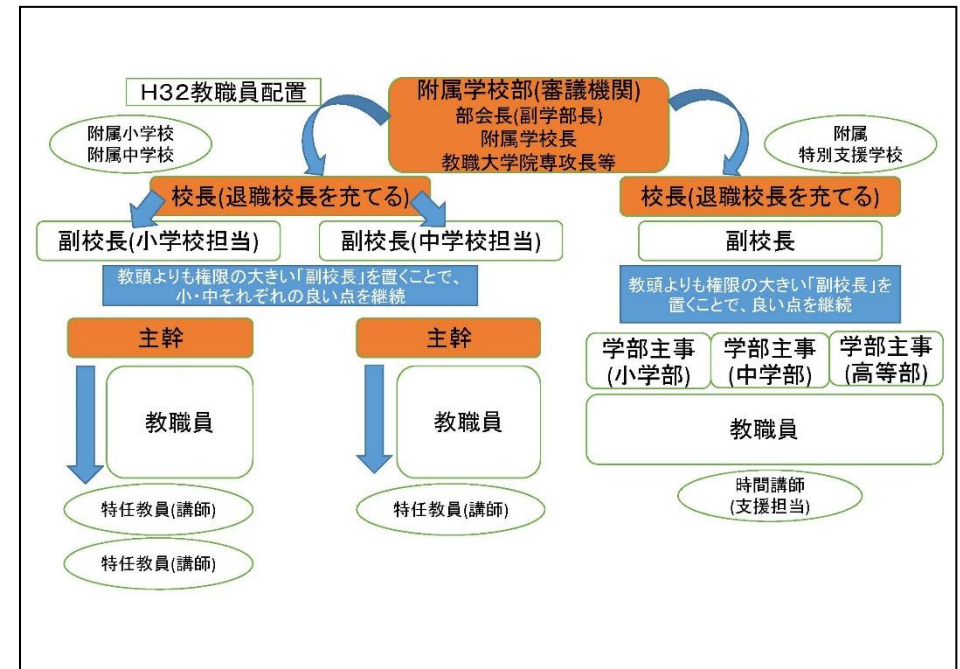 H32教職員配置
附属学校部(審議機関)
部会長(副学部長)
附属学校長
教職大学院専攻長等
附属小学校
附属中学校
附属
特別支援学校
校長(退職校長を充てる)
校長(退職校長を充てる)
副校長(小学校担当)
副校長(中学校担当)
副校長
教頭よりも権限の大きい「副校長」を置くことで、
小・中それぞれの良い点を継続
教頭よりも権限の大きい「副校長」を
置くことで、良い点を継続
主幹
主幹
学部主事
(小学部)
学部主事
(中学部)
学部主事
(高等部)
教職員
教職員
教職員
特任教員(講師)
特任教員(講師)
特任教員(講師)
時間講師
(支援担当)